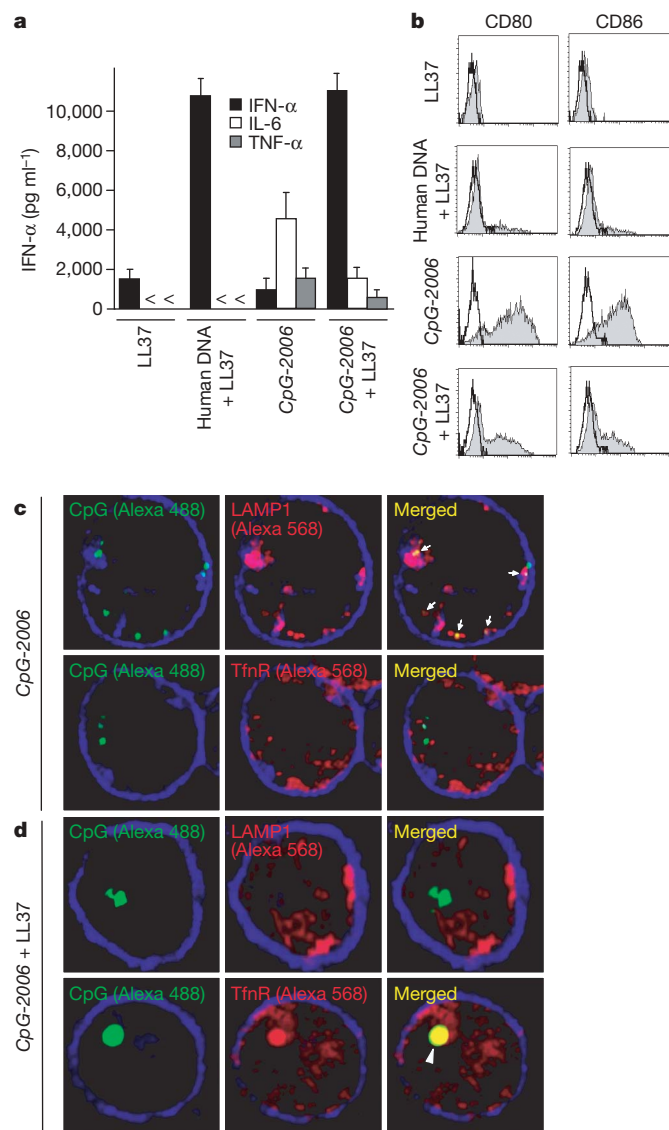 a
10,000
8,000
6,000
4,000
2,000
0
IFN-α (pg ml⁻¹)
IFN-α
IL-6
TNF-α
< <
< <
LL37
Human DNA
+ LL37
CpG-2006
CpG-2006
+ LL37
b
CD80 CD86
LL37
Human DNA
+ LL37
CpG-2006
CpG-2006
+ LL37
c
CpG-2006
CpG (Alexa 488)
LAMP1
(Alexa 568)
Merged
CpG (Alexa 488)
TfnR (Alexa 568)
Merged
d
CpG-2006 + LL37
CpG (Alexa 488)
LAMP1
(Alexa 568)
Merged
CpG (Alexa 488)
TfnR (Alexa 568)
Merged